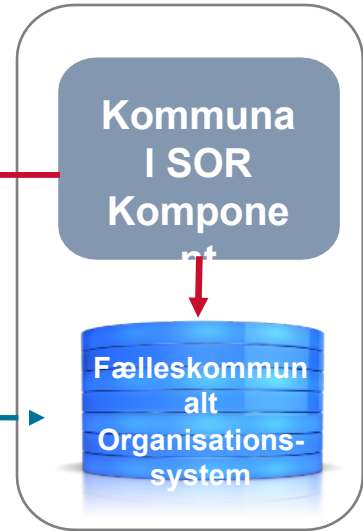 Kommuna
l SOR
Kompone
nt
Fælleskommun
alt
Organisations-
system